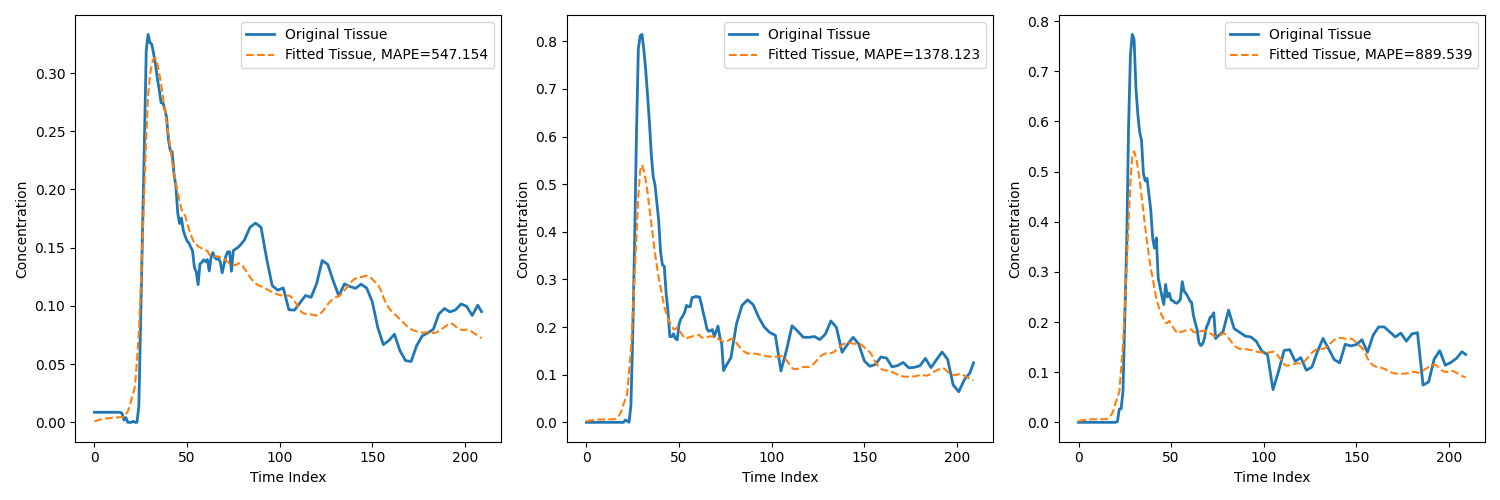 Original Tissue
Fitted Tissue, MAPE=547.154
Concentration
0.30
0.25
0.20
0.15
0.10
0.05
0.00
0 50 100 150 200
Time Index
Original Tissue
Fitted Tissue, MAPE=1378.123
Concentration
0.8
0.7
0.6
0.5
0.4
0.3
0.2
0.1
0.0
0 50 100 150 200
Time Index
Original Tissue
Fitted Tissue, MAPE=889.539
Concentration
0.8
0.7
0.6
0.5
0.4
0.3
0.2
0.1
0.0
0 50 100 150 200
Time Index